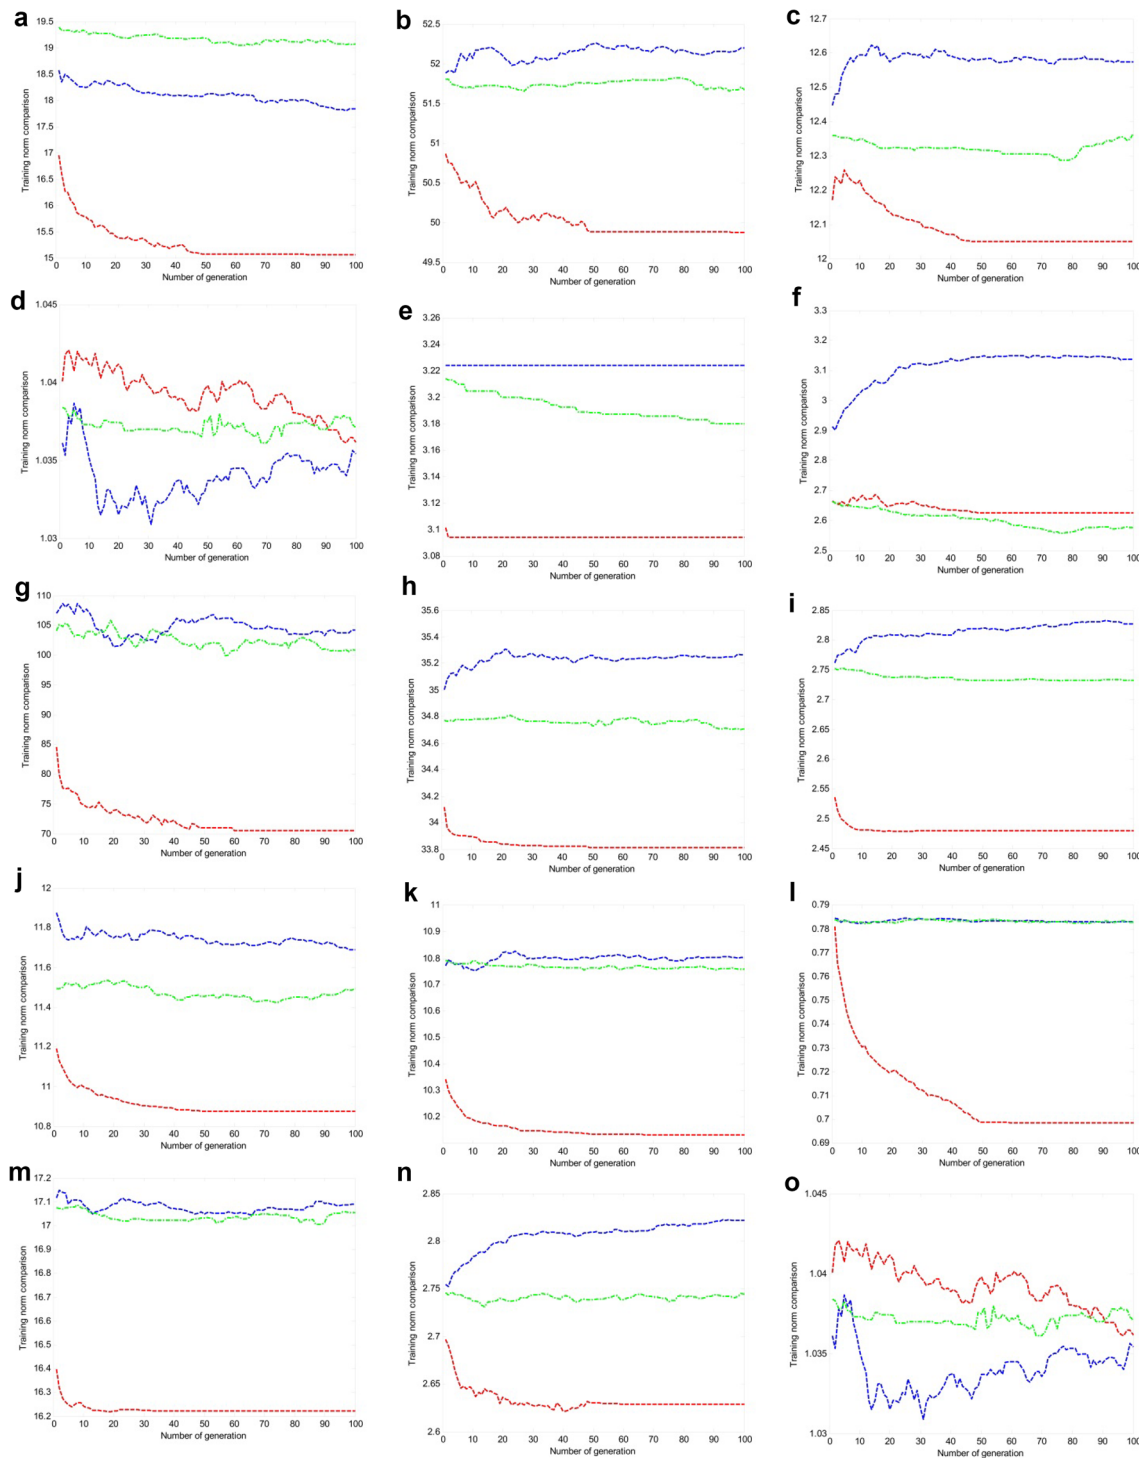 a
19.5
19
18.5
18
17.5
17
16.5
16
15.5
15
Training norm comparison
0 10 20 30 40 50 60 70 80 90 100
Number of generation
b
52.5
52
51.5
51
50.5
50
49.5
Training norm comparison
0 10 20 30 40 50 60 70 80 90 100
Number of generation
c
12.7
12.6
12.5
12.4
12.3
12.2
12.1
12
Training norm comparison
0 10 20 30 40 50 60 70 80 90 100
Number of generation
d
1.045
1.04
1.035
1.03
Training norm comparison
0 10 20 30 40 50 60 70 80 90 100
Number of generation
e
3.26
3.24
3.22
3.2
3.18
3.16
3.14
3.12
3.1
3.08
Training norm comparison
0 10 20 30 40 50 60 70 80 90 100
Number of generation
f
3.3
3.2
3.1
3
2.9
2.8
2.7
2.6
2.5
Training norm comparison
0 10 20 30 40 50 60 70 80 90 100
Number of generation
g
110
105
100
95
90
85
80
75
70
Training norm comparison
0 10 20 30 40 50 60 70 80 90 100
Number of generation
h
35.6
35.4
35.2
35
34.8
34.6
34.4
34.2
34
33.8
Training norm comparison
0 10 20 30 40 50 60 70 80 90 100
Number of generation
i
2.85
2.8
2.75
2.7
2.65
2.6
2.55
2.5
2.45
Training norm comparison
0 10 20 30 40 50 60 70 80 90 100
Number of generation
j
12
11.8
11.6
11.4
11.2
11
10.8
Training norm comparison
0 10 20 30 40 50 60 70 80 90 100
Number of generation
k
11
10.9
10.8
10.7
10.6
10.5
10.4
10.3
10.2
10.1
Training norm comparison
0 10 20 30 40 50 60 70 80 90 100
Number of generation
l
0.79
0.78
0.77
0.76
0.75
0.74
0.73
0.72
0.71
0.7
0.69
Training norm comparison
0 10 20 30 40 50 60 70 80 90 100
Number of generation
m
17.2
17.1
17
16.9
16.8
16.7
16.6
16.5
16.4
16.3
16.2
Training norm comparison
0 10 20 30 40 50 60 70 80 90 100
Number of generation
n
2.85
2.8
2.75
2.7
2.65
2.6
Training norm comparison
0 10 20 30 40 50 60 70 80 90 100
Number of generation
o
1.045
1.04
1.035
1.03
Training norm comparison
0 10 20 30 40 50 60 70 80 90 100
Number of generation